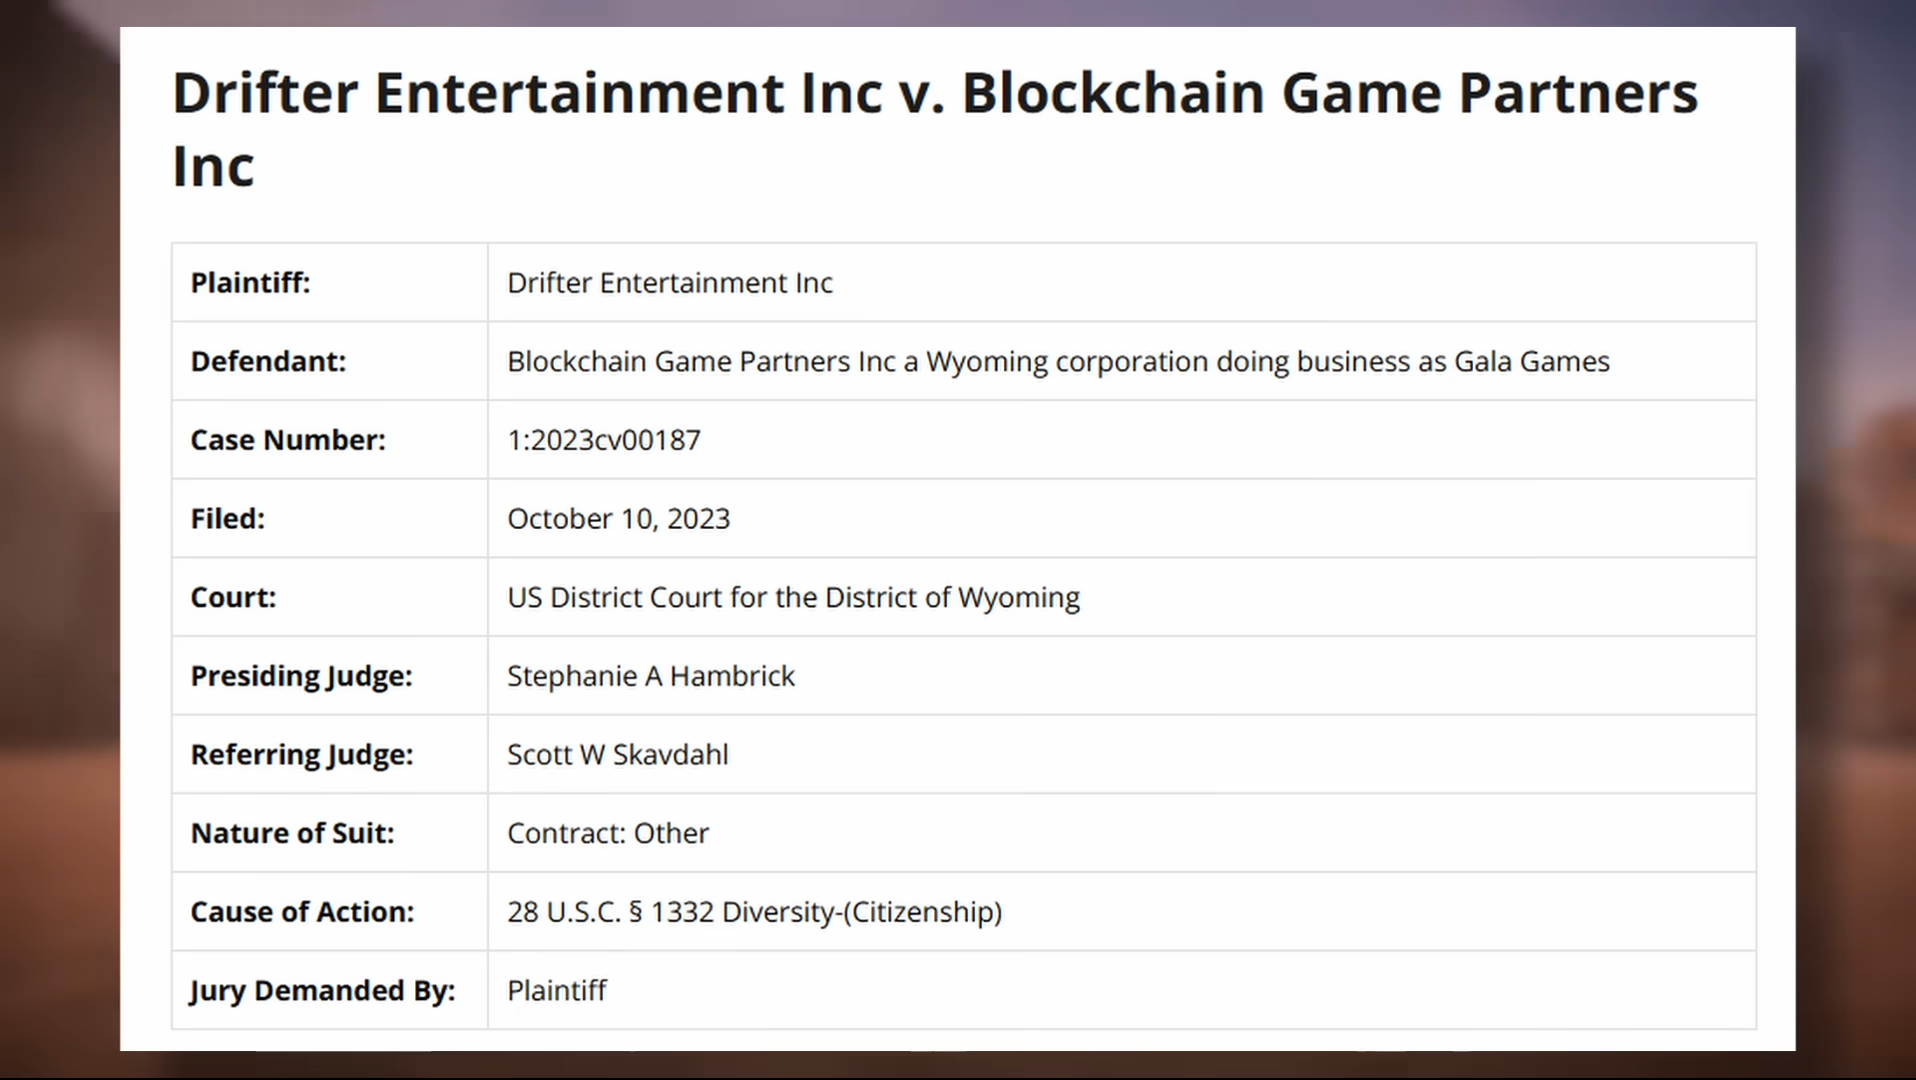 Drifter Entertainment Inc v. Blockchain Game Partners
Inc
Plaintiff: Drifter Entertainment Inc
Defendant: Blockchain Game Partners Inc a Wyoming corporation doing business as Gala Games
Case Number: 1:2023cv00187
Filed: October 10, 2023
Court: US District Court for the District of Wyoming
Presiding Judge: Stephanie A Hambrick
Referring Judge: Scott W Skavdahl
Nature of Suit: Contract: Other
Cause of Action: 28 U.S.C. § 1332 Diversity-(Citizenship)
Jury Demanded By: Plaintiff